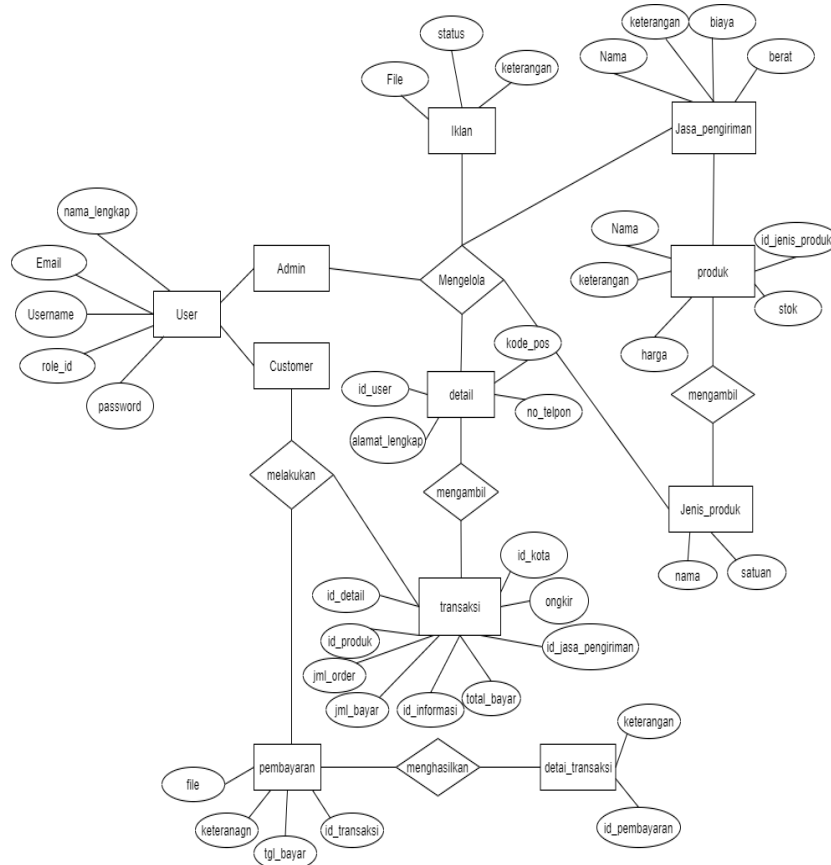 keterangan
biaya
status
Nama
berat
File
keterangan
Iklan
Jasa_pengiriman
nama_lengkap
Nama
id_jenis_produk
Email
Admin
Mengelola
keterangan
produk
Username
User
stok
kode_pos
harga
role_id
Customer
id_user
detail
mengambil
password
no_telpon
alamat_lengkap
melakukan
mengambil
Jenis_produk
id_kota
nama
satuan
id_detail
transaksi
ongkir
id_produk
id_jasa_pengiriman
jml_order
total_bayar
jml_bayar
id_informasi
keterangan
pembayaran
menghasilkan
detai_transaksi
file
keteranagn
id_transaksi
id_pembayaran
tgl_bayar